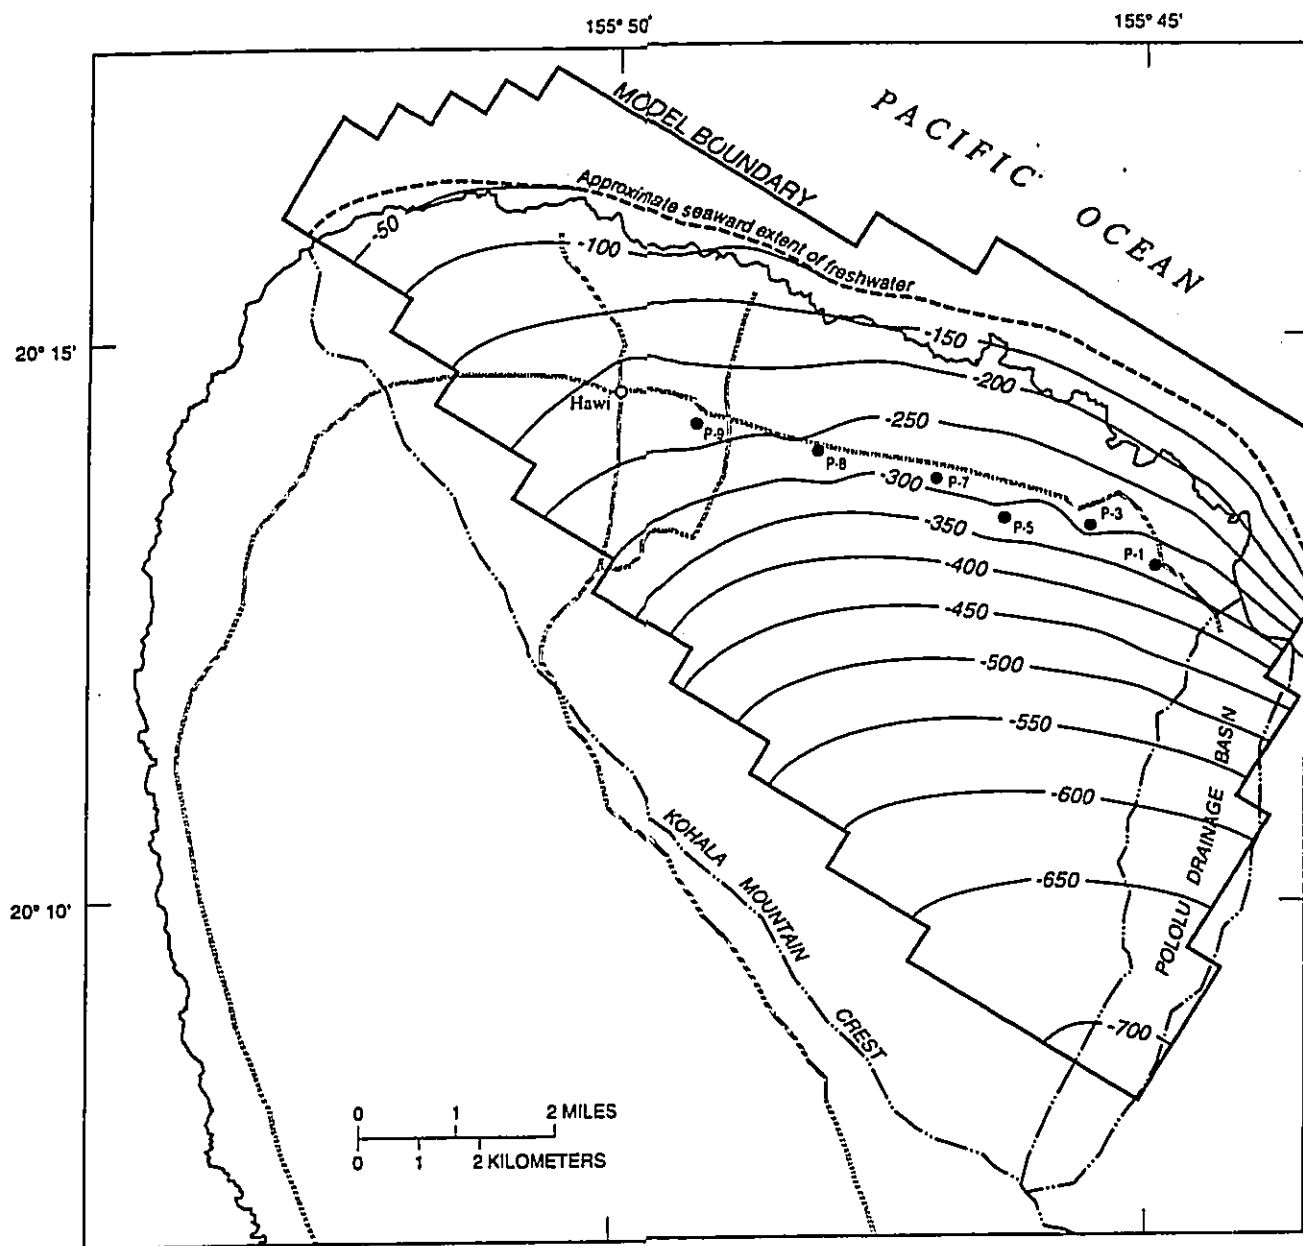 155° 50'
155° 45'
PACIFIC
OCEAN
MODEL BOUNDARY
Approximate seaward extent of freshwater
-50
-100
-150
20° 15'
-200
Hawi
-250
P-9
P-8
-300
P-7
P-5
P-3
-350
P-1
-400
-450
-500
-550
-600
-650
-700
POLOLU DRAINAGE BASIN
20° 10'
KOHALA
MOUNTAIN
CREST
0 1 2 MILES
0 1 2 KILOMETERS